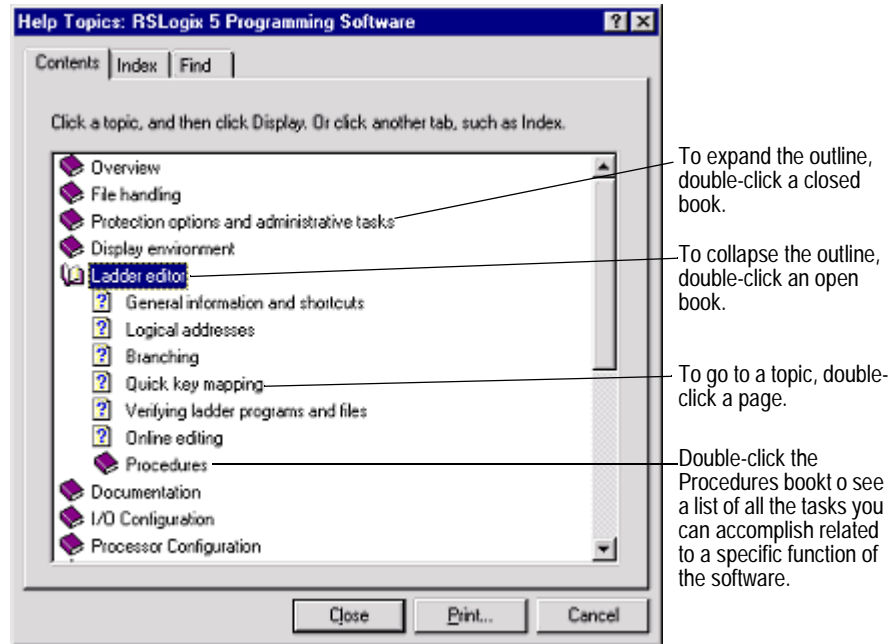 Help Topics: RSLogix 5 Programming Software
Contents
Index
Find
Click a topic, and then click Display. Or click another tab, such as Index.
Overview
File handling
Protection options and administrative tasks
Display environment
Ladder editor
General information and shortcuts
Logical addresses
Branching
Quick key mapping
Verifying ladder programs and files
Online editing
Procedures
Documentation
I/O Configuration
Processor Configuration
Close
Print...
Cancel
To expand the outline,
double-click a closed
book.
To collapse the outline,
double-click an open
book.
To go to a topic, double-
click a page.
Double-click the
Procedures bookt o see
a list of all the tasks you
can accomplish related
to a specific function of
the software.